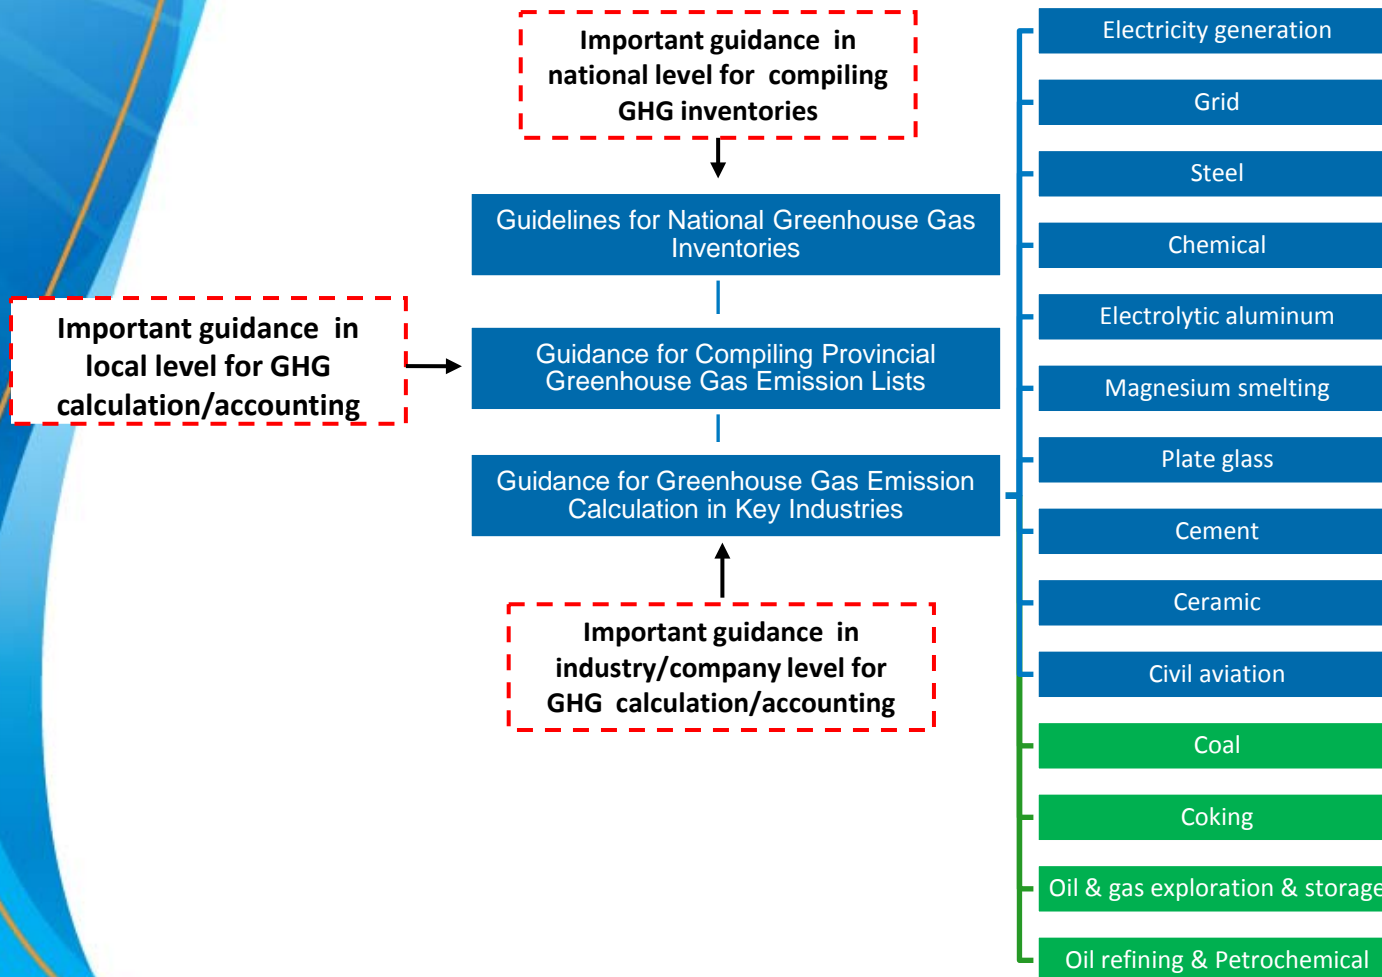 Important guidance in
national level for compiling
GHG inventories
Guidelines for National Greenhouse Gas
Inventories
Important guidance in
local level for GHG
calculation/accounting
Guidance for Compiling Provincial
Greenhouse Gas Emission Lists
Guidance for Greenhouse Gas Emission
Calculation in Key Industries
Important guidance in
industry/company level for
GHG calculation/accounting
Electricity generation
Grid
Steel
Chemical
Electrolytic aluminum
Magnesium smelting
Plate glass
Cement
Ceramic
Civil aviation
Coal
Coking
Oil & gas exploration & storage
Oil refining & Petrochemical